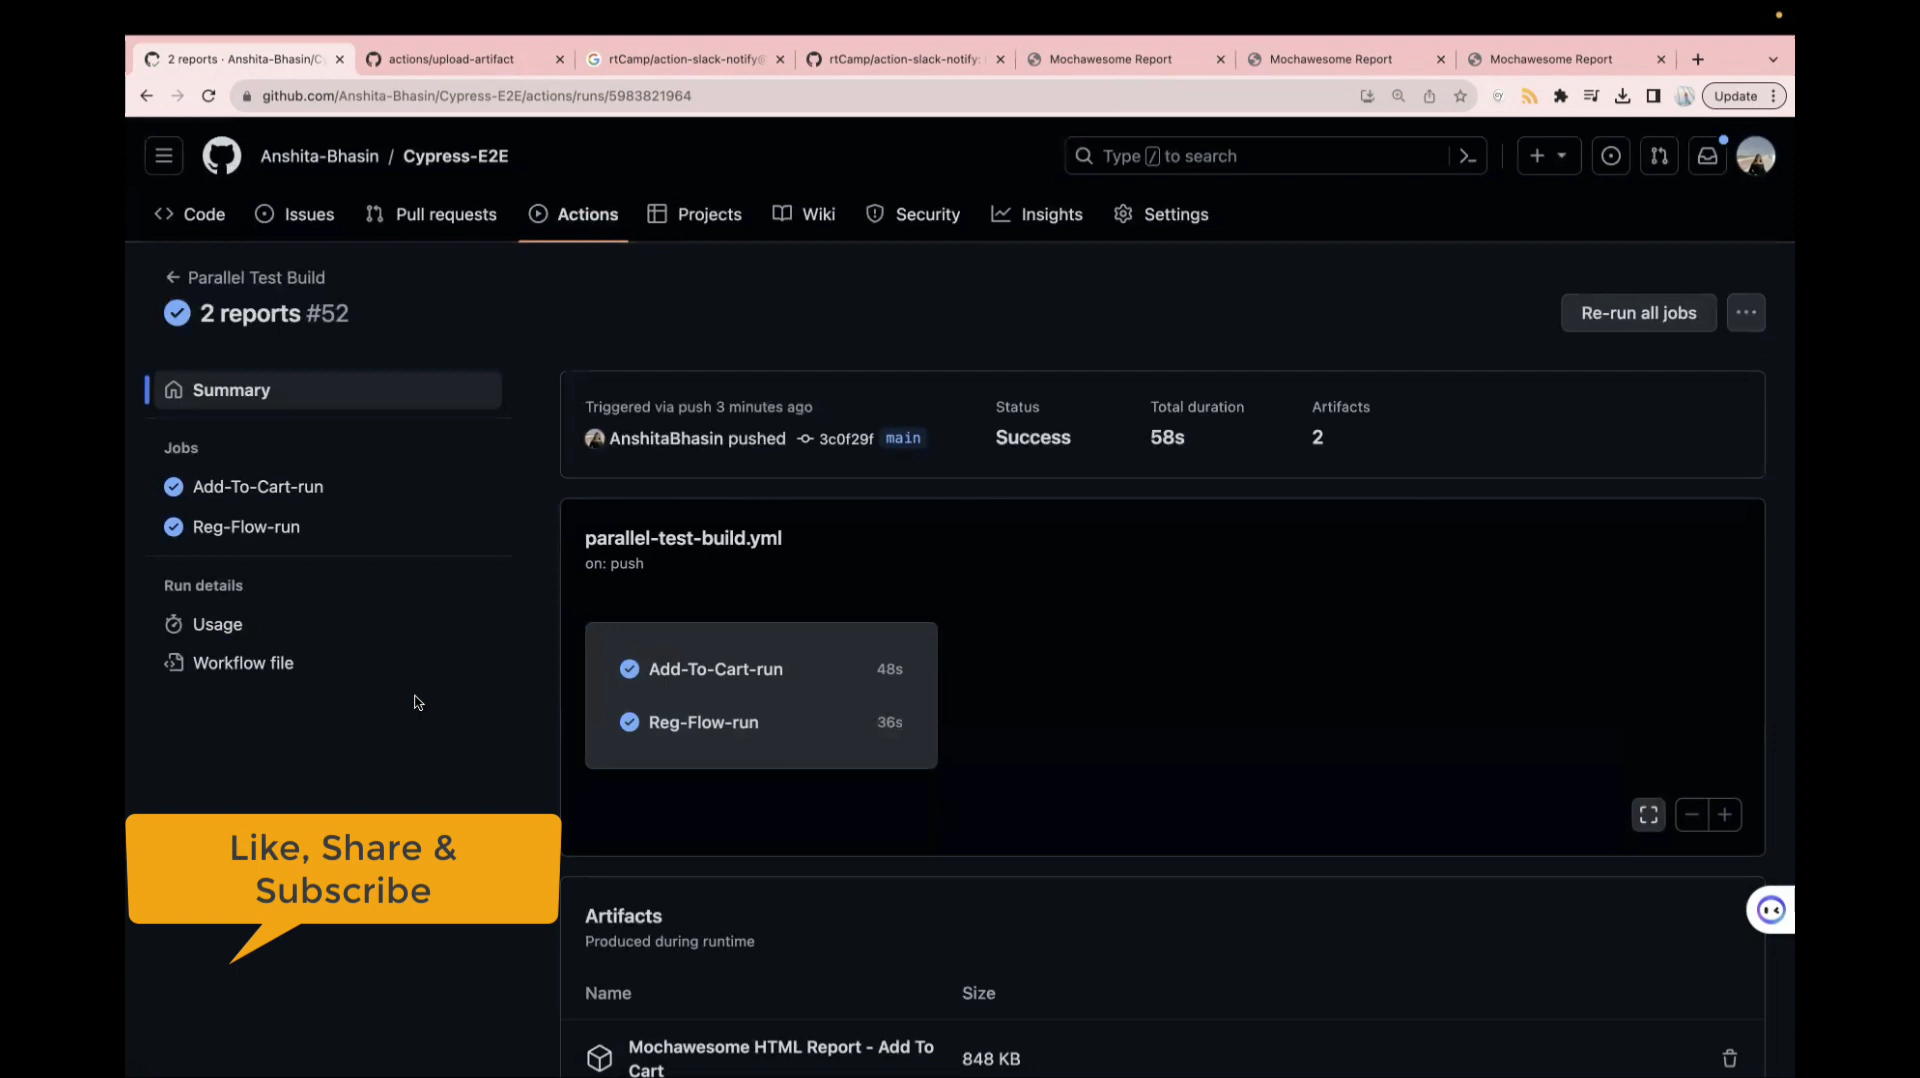 2 reports · Anshita-Bhasin/C
actions/upload-artifact
rtCamp/action-slack-notify@
rtCamp/action-slack-notify:
Mochawesome Report
Mochawesome Report
Mochawesome Report
github.com/Anshita-Bhasin/Cypress-E2E/actions/runs/5983821964
Update
Anshita-Bhasin / Cypress-E2E
Type / to search
Code
Issues
Pull requests
Actions
Projects
Wiki
Security
Insights
Settings
Parallel Test Build
2 reports #52
Re-run all jobs
Summary
Jobs
Add-To-Cart-run
Reg-Flow-run
Run details
Usage
Workflow file
Triggered via push 3 minutes ago
AnshitaBhasin pushed 3c0f29f main
Status
Success
Total duration
58s
Artifacts
2
parallel-test-build.yml
on: push
Add-To-Cart-run 48s
Reg-Flow-run 36s
Like, Share &
Subscribe
Artifacts
Produced during runtime
Name Size
Mochawesome HTML Report - Add To
Cart
848 KB